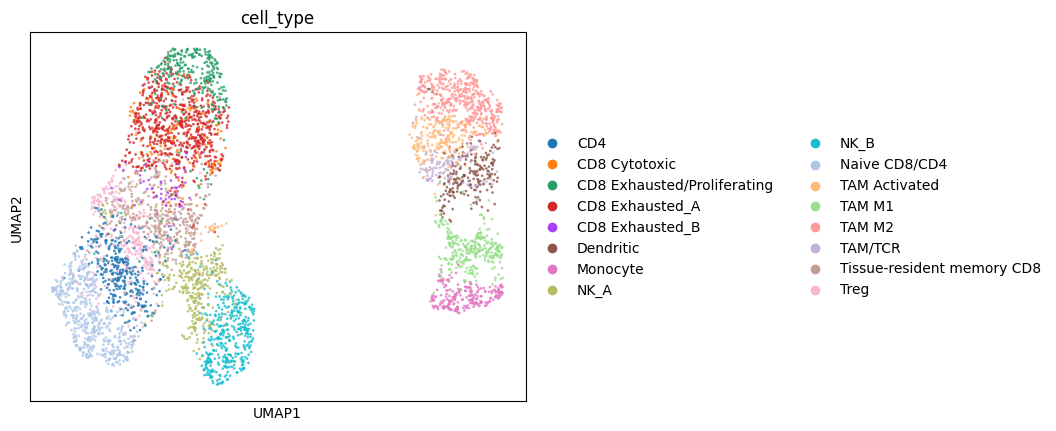 cell_type
UMAP2
UMAP1
CD4
CD8 Cytotoxic
CD8 Exhausted/Proliferating
CD8 Exhausted_A
CD8 Exhausted_B
Dendritic
Monocyte
NK_A
NK_B
Naive CD8/CD4
TAM Activated
TAM M1
TAM M2
TAM/TCR
Tissue-resident memory CD8
Treg